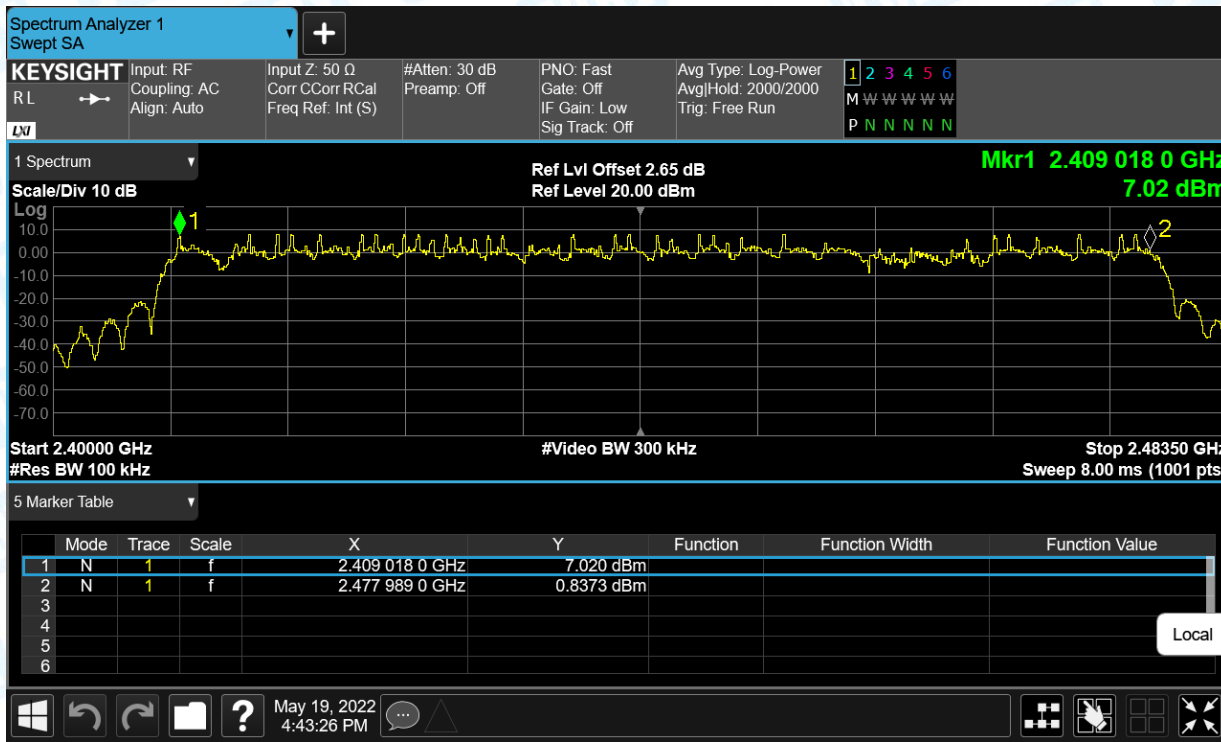 Spectrum Analyzer 1
Swept SA
▼
+
KEYSIGHT
RL
LXI
Input: RF
Coupling: AC
Align: Auto
Input Z: 50 Ω
Corr CCorr RCal
Freq Ref: Int (S)
#Atten: 30 dB
Preamp: Off
PNO: Fast
Gate: Off
IF Gain: Low
Sig Track: Off
Avg Type: Log-Power
Avg|Hold: 2000/2000
Trig: Free Run
1 2 3 4 5 6
M W W W W W
P N N N N N
1 Spectrum ▼
Scale/Div 10 dB
Ref Lvl Offset 2.65 dB
Ref Level 20.00 dBm
Mkr1 2.409 018 0 GHz
7.02 dBm
Log
1
2
10.0
0.00
-10.0
-20.0
-30.0
-40.0
-50.0
-60.0
-70.0
Start 2.40000 GHz
#Res BW 100 kHz
#Video BW 300 kHz
Stop 2.48350 GHz
Sweep 8.00 ms (1001 pts
5 Marker Table ▼
Mode Trace Scale X Y Function Function Width Function Value
1 N 1 f 2.409 018 0 GHz 7.020 dBm
2 N 1 f 2.477 989 0 GHz 0.8373 dBm
3
4
5
6
Local
?
May 19, 2022
4:43:26 PM